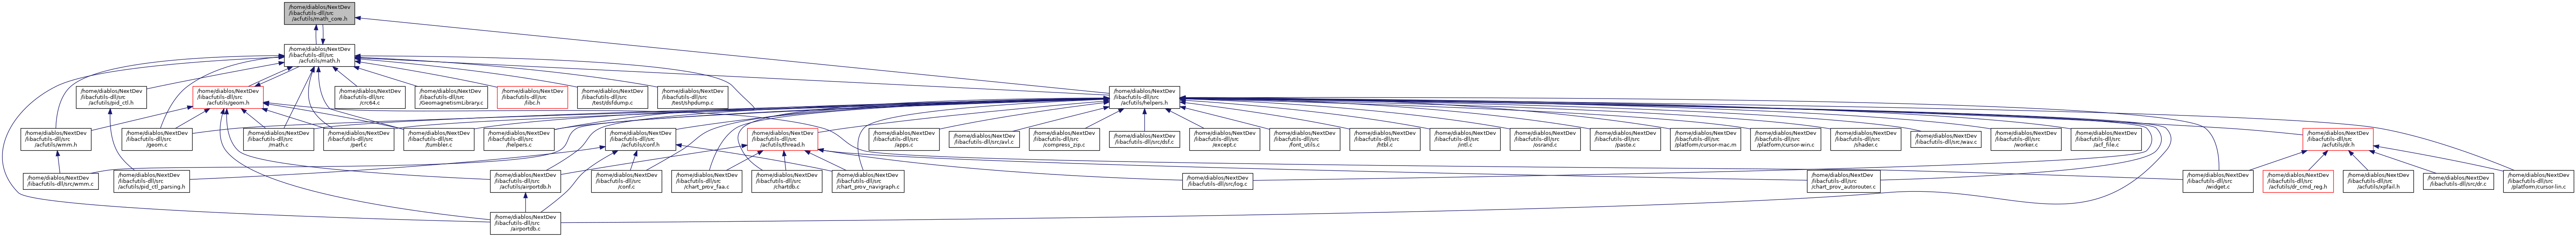 /home/diablos/NextDev
/libacfutils-dll/src
/acfutils/math_core.h
/home/diablos/NextDev
/libacfutils-dll/src
/acfutils/math.h
/home/diablos/NextDev
/libacfutils-dll/src
/acfutils/pid_ctl.h
/home/diablos/NextDev
/libacfutils-dll/src
/acfutils/geom.h
/home/diablos/NextDev
/libacfutils-dll/src
/crc64.c
/home/diablos/NextDev
/libacfutils-dll/src
/GeomagnetismLibrary.c
/home/diablos/NextDev
/libacfutils-dll/src
/libc.h
/home/diablos/NextDev
/libacfutils-dll/src
/test/dsfdump.c
/home/diablos/NextDev
/libacfutils-dll/src
/test/shpdump.c
/home/diablos/NextDev
/libacfutils-dll/src
/acfutils/helpers.h
/home/diablos/NextDev
/libacfutils-dll/src
/acfutils/wmm.h
/home/diablos/NextDev
/libacfutils-dll/src
/geom.c
/home/diablos/NextDev
/libacfutils-dll/src
/math.c
/home/diablos/NextDev
/libacfutils-dll/src
/perf.c
/home/diablos/NextDev
/libacfutils-dll/src
/tumbler.c
/home/diablos/NextDev
/libacfutils-dll/src
/helpers.c
/home/diablos/NextDev
/libacfutils-dll/src
/acfutils/conf.h
/home/diablos/NextDev
/libacfutils-dll/src
/acfutils/thread.h
/home/diablos/NextDev
/libacfutils-dll/src
/apps.c
/home/diablos/NextDev
/libacfutils-dll/src/avl.c
/home/diablos/NextDev
/libacfutils-dll/src
/compress_zip.c
/home/diablos/NextDev
/libacfutils-dll/src/dsf.c
/home/diablos/NextDev
/libacfutils-dll/src
/except.c
/home/diablos/NextDev
/libacfutils-dll/src
/font_utils.c
/home/diablos/NextDev
/libacfutils-dll/src
/htbl.c
/home/diablos/NextDev
/libacfutils-dll/src
/intl.c
/home/diablos/NextDev
/libacfutils-dll/src
/osrand.c
/home/diablos/NextDev
/libacfutils-dll/src
/paste.c
/home/diablos/NextDev
/libacfutils-dll/src
/platform/cursor-mac.m
/home/diablos/NextDev
/libacfutils-dll/src
/platform/cursor-win.c
/home/diablos/NextDev
/libacfutils-dll/src
/shader.c
/home/diablos/NextDev
/libacfutils-dll/src/wav.c
/home/diablos/NextDev
/libacfutils-dll/src
/worker.c
/home/diablos/NextDev
/libacfutils-dll/src
/acf_file.c
/home/diablos/NextDev
/libacfutils-dll/src
/acfutils/dr.h
/home/diablos/NextDev
/libacfutils-dll/src/wmm.c
/home/diablos/NextDev
/libacfutils-dll/src
/acfutils/pid_ctl_parsing.h
/home/diablos/NextDev
/libacfutils-dll/src
/acfutils/airportdb.h
/home/diablos/NextDev
/libacfutils-dll/src
/conf.c
/home/diablos/NextDev
/libacfutils-dll/src
/chart_prov_faa.c
/home/diablos/NextDev
/libacfutils-dll/src
/chartdb.c
/home/diablos/NextDev
/libacfutils-dll/src
/chart_prov_navigraph.c
/home/diablos/NextDev
/libacfutils-dll/src/log.c
/home/diablos/NextDev
/libacfutils-dll/src
/chart_prov_autorouter.c
/home/diablos/NextDev
/libacfutils-dll/src
/widget.c
/home/diablos/NextDev
/libacfutils-dll/src
/acfutils/dr_cmd_reg.h
/home/diablos/NextDev
/libacfutils-dll/src
/acfutils/xpfail.h
/home/diablos/NextDev
/libacfutils-dll/src/dr.c
/home/diablos/NextDev
/libacfutils-dll/src
/platform/cursor-lin.c
/home/diablos/NextDev
/libacfutils-dll/src
/airportdb.c